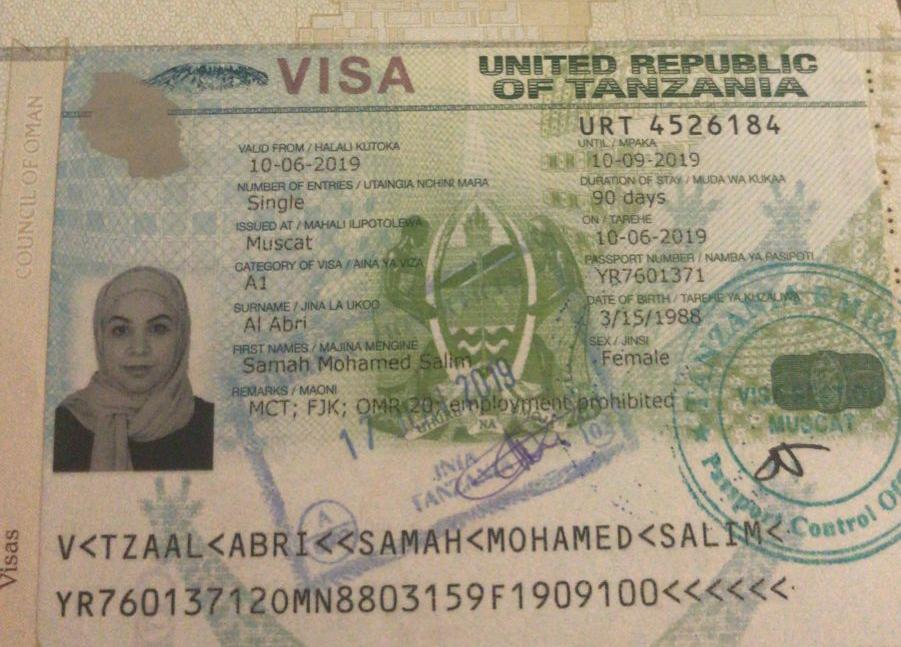 VISA
UNITED REPUBLIC
OF TANZANIA
URT 4526184
VALID FROM / HALALI KUTOKA
10-06-2019
UNTIL / MPAKA
10-09-2019
NUMBER OF ENTRIES / UTAINGIA NCHINI MARA
Single
DURATION OF STAY / MUDA WA KUKAA
90 days
ISSUED AT / MAHALI ILIPOTOLEWA
Muscat
ON / TAREHE
10-06-2019
CATEGORY OF VISA / AINA YA VIZA
A1
PASSPORT NUMBER / NAMBA YA PASIPOTI
YR7601371
SURNAME / JINA LA UKOO
Al Abri
DATE OF BIRTH / TAREHE YA KUZALIWA
3/15/1988
FIRST NAMES / MAJINA MENGINE
Samah Mohamed Salim
SEX / JINSI
Female
REMARKS / MAONI
MCT; FJK; OMR 20, employment prohibited
UHURU NA
17 2019
JNIA
TANZANIA
A
TANZANIA EMBA
MUSCAT
Passport Control Of
COUNCIL OF OMAN
Visas
V<TZAAL<ABRI<<SAMAH<MOHAMED<SALIM<
YR760137120MN8803159F1909100<<<<<<